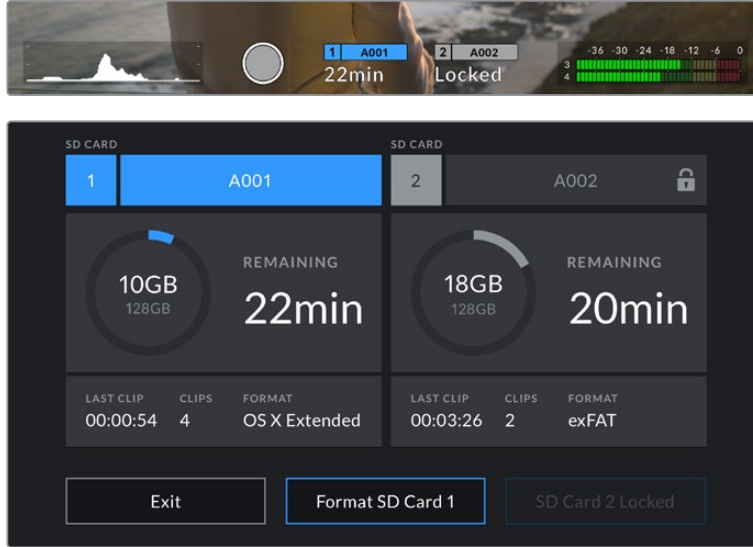 -36 -30 -24 -18 -12 -6 0
1 A001
22min
2 A002
Locked
3
4
SD CARD
1 A001
10GB
128GB
REMAINING
22min
LAST CLIP CLIPS FORMAT
00:00:54 4 OS X Extended
SD CARD
2 A002
18GB
128GB
REMAINING
20min
LAST CLIP CLIPS FORMAT
00:03:26 2 exFAT
Exit
Format SD Card 1
SD Card 2 Locked